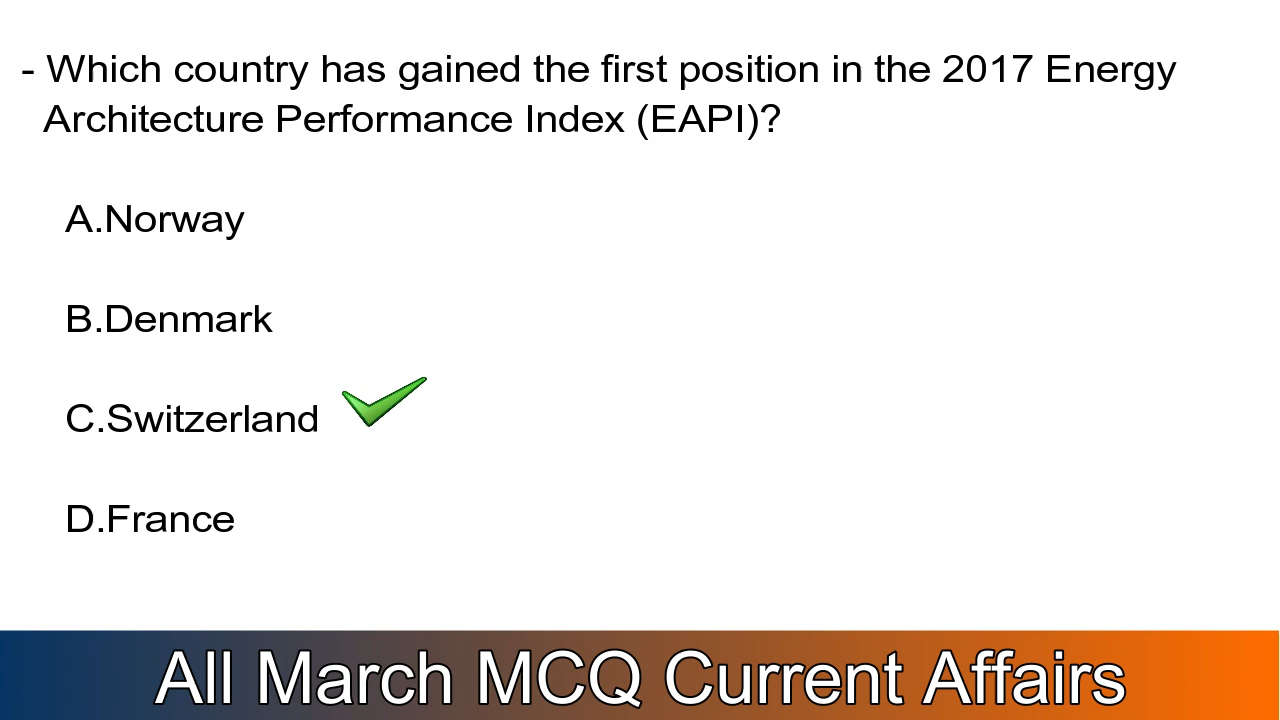 - Which country has gained the first position in the 2017 Energy
Architecture Performance Index (EAPI)?
A.Norway
B.Denmark
C.Switzerland
D.France
All March MCQ Current Affairs